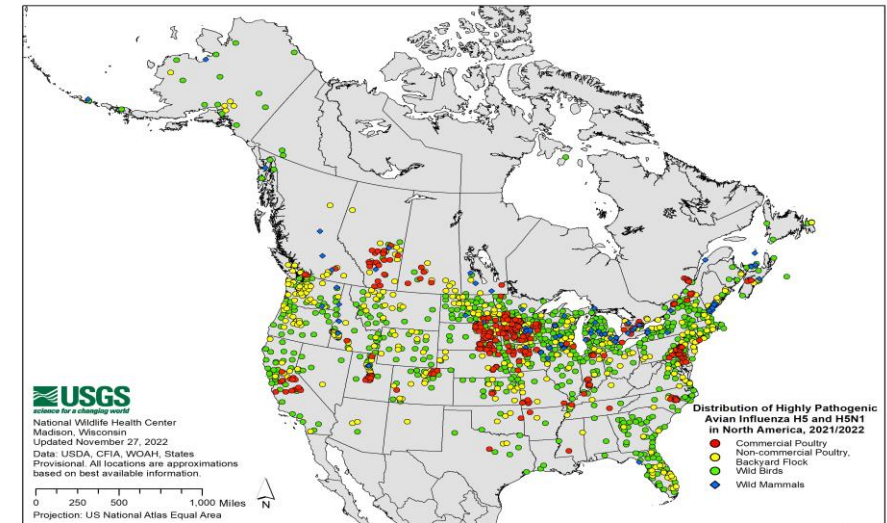 USGS
science for a changing world
National Wildlife Health Center
Madison, Wisconsin
Updated November 27, 2022
Data: USDA, CFIA, WOAH, States
Provisional. All locations are approximations
based on best available information.
0 250 500 1,000 Miles
N
Projection: US National Atlas Equal Area
Distribution of Highly Pathogenic
Avian Influenza H5 and H5N1
in North America, 2021/2022
Commercial Poultry
Non-commercial Poultry,
Backyard Flock
Wild Birds
Wild Mammals